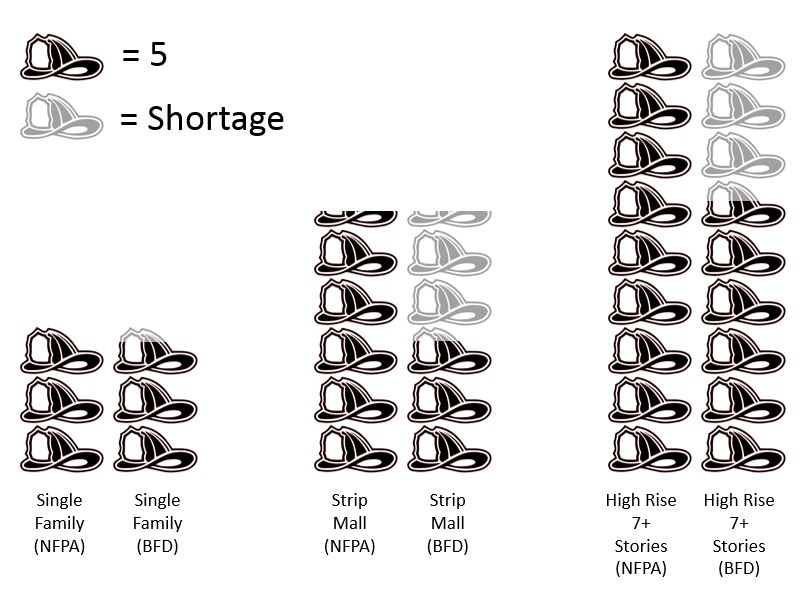 = 5
= Shortage
Single
Family
(NFPA)
Single
Family
(BFD)
Strip
Mall
(NFPA)
Strip
Mall
(BFD)
High Rise
7+
Stories
(NFPA)
High Rise
7+
Stories
(BFD)